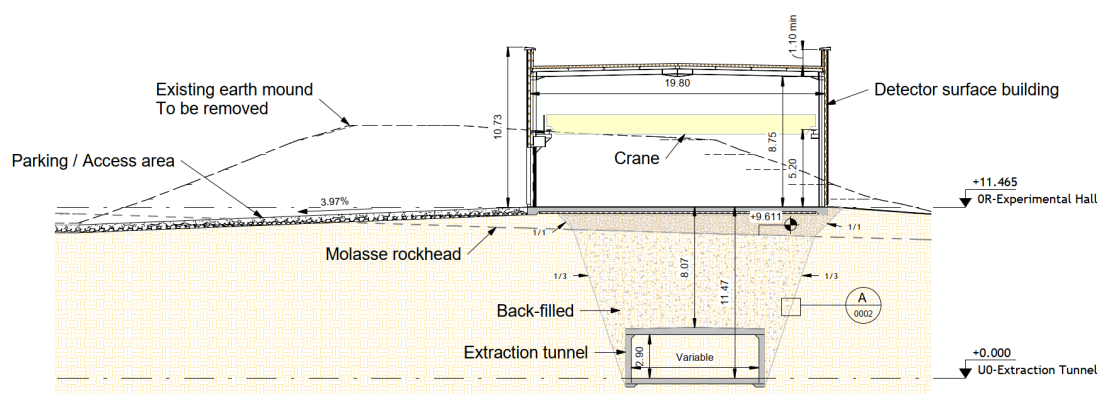 1.10 min
Existing earth mound
To be removed
19.80
Detector surface building
10.73
8.75
Crane
5.20
Parking / Access area
3.97%
+11.465
0R-Experimental Hall
+9.611
1/1
1/1
Molasse rockhead
8.07
11.47
1/3
1/3
A
0002
Back-filled
Extraction tunnel
2.90
Variable
+0.000
U0-Extraction Tunnel